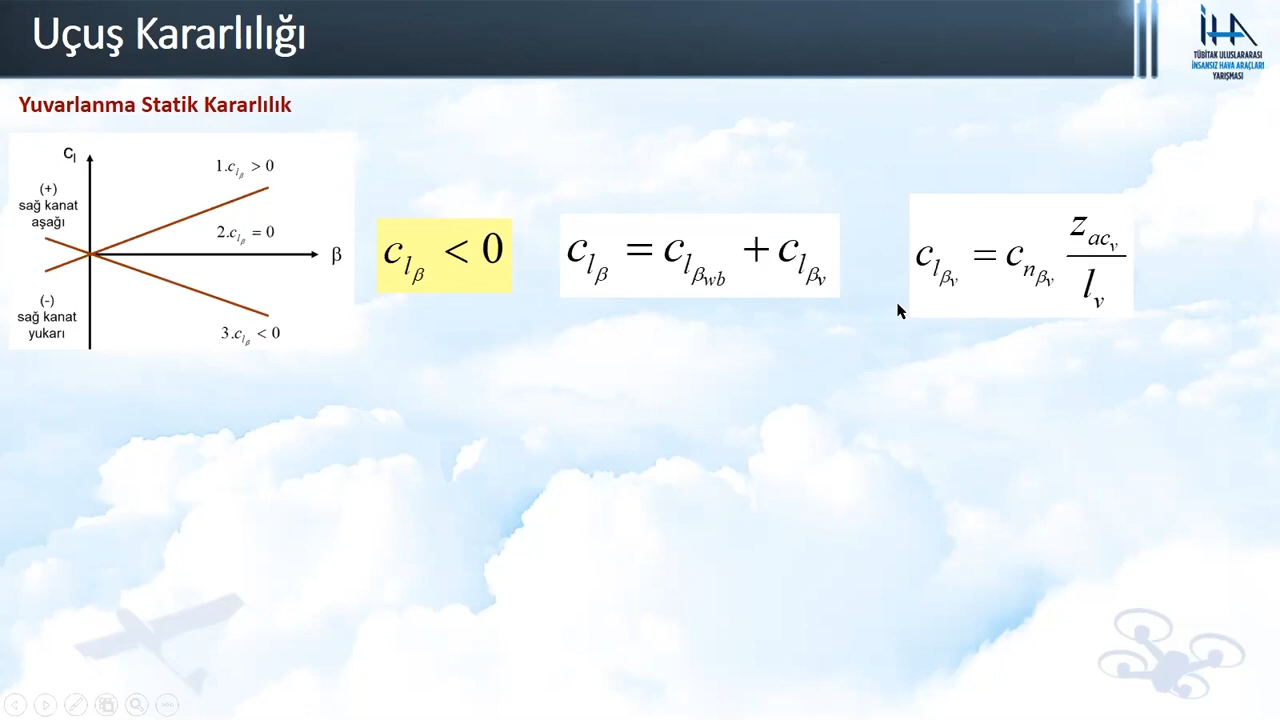 Uçuş Kararlılığı
İHA
TÜBİTAK ULUSLARARASI
İNSANSIZ HAVA ARAÇLARI
YARIŞMASI
Yuvarlanma Statik Kararlılık
c_l
(+)
sağ kanat
aşağı
(-)
sağ kanat
yukarı
1.c_{l_β} > 0
2.c_{l_β} = 0
β
3.c_{l_β} < 0
c_{l_β} < 0
c_{l_β} = c_{l_{β_{wb}}} + c_{l_{β_v}}
c_{l_{β_v}} = c_{n_{β_v}} \frac{z_{ac_v}}{l_v}